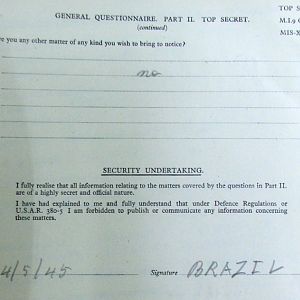 GENERAL QUESTIONNAIRE. PART II. TOP SECRET.
TOP S
(continued)
M.I.9
MIS-X
re you any other matter of any kind you wish to bring to notice?
no
SECURITY UNDERTAKING.
I fully realise that all information relating to the matters covered by the questions in Part II.
are of a highly secret and official nature.
I have had explained to me and fully understand that under Defence Regulations or
U.S.A.R. 380-5 I am forbidden to publish or communicate any information concerning
these matters.
4/5/45
Signature BRAZIL